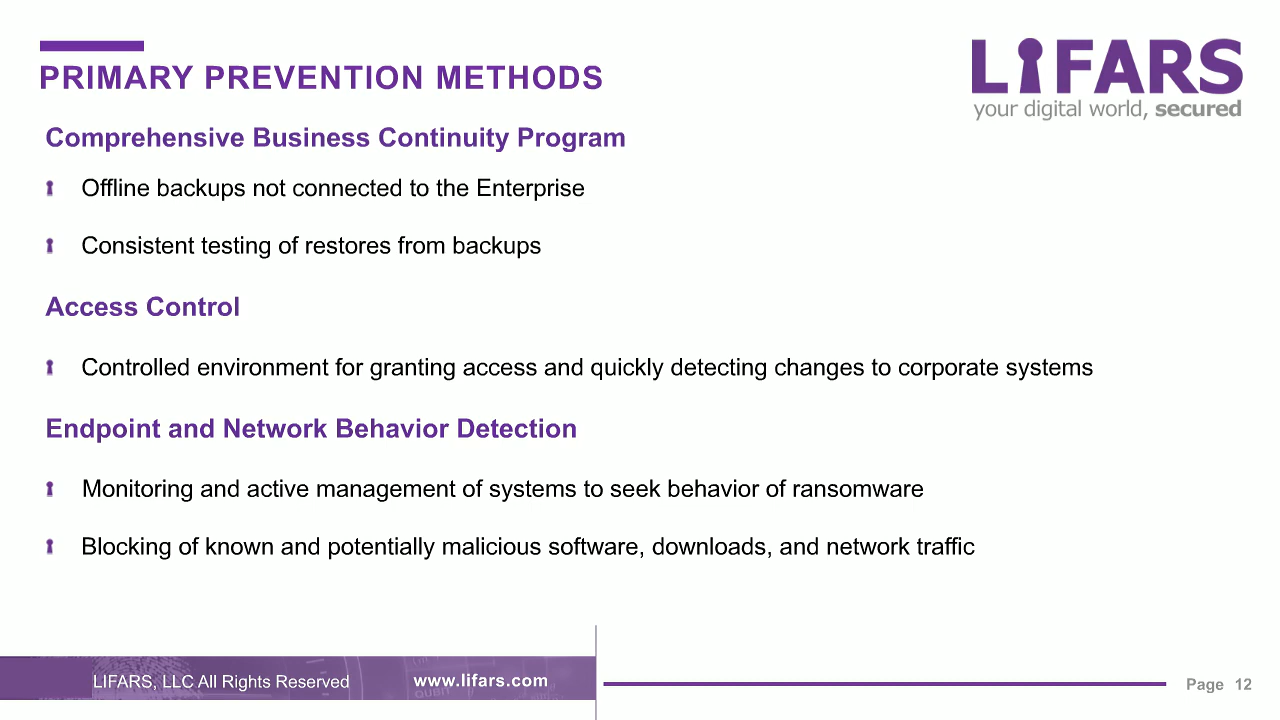 PRIMARY PREVENTION METHODS
LIFARS
your digital world, secured
Comprehensive Business Continuity Program
Offline backups not connected to the Enterprise
Consistent testing of restores from backups
Access Control
Controlled environment for granting access and quickly detecting changes to corporate systems
Endpoint and Network Behavior Detection
Monitoring and active management of systems to seek behavior of ransomware
Blocking of known and potentially malicious software, downloads, and network traffic
LIFARS, LLC All Rights Reserved
www.lifars.com
QUBIT
Page 12